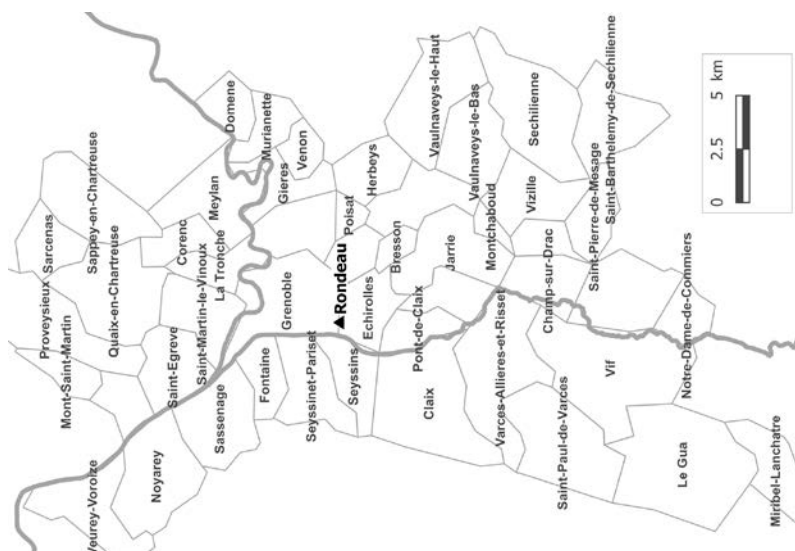 Domene
Murianette
Venon
Vaulnaveys-le-Haut
Vaulnaveys-le-Bas
Sechilienne
Saint-Barthelemy-de-Sechilienne
0 2.5 5 km
Meylan
Gieres
Herbeys
Poisat
Sarcenas
Sappey-en-Chartreuse
Corenc
La Tronche
Bresson
Jarrie
Montchaboud
Vizille
Saint-Pierre-de-Mesage
Proveysieux
Quaix-en-Chartreuse
Saint-Martin-le-Vinoux
Grenoble
Rondeau
Echirolles
Pont-de-Claix
Champ-sur-Drac
Notre-Dame-de-Commiers
Mont-Saint-Martin
Saint-Egreve
Sassenage
Fontaine
Seyssinet-Pariset
Seyssins
Claix
Varces-Allieres-et-Risset
Vif
Veurey-Voroize
Noyarey
Saint-Paul-de-Varces
Le Gua
Miribel-Lanchatre